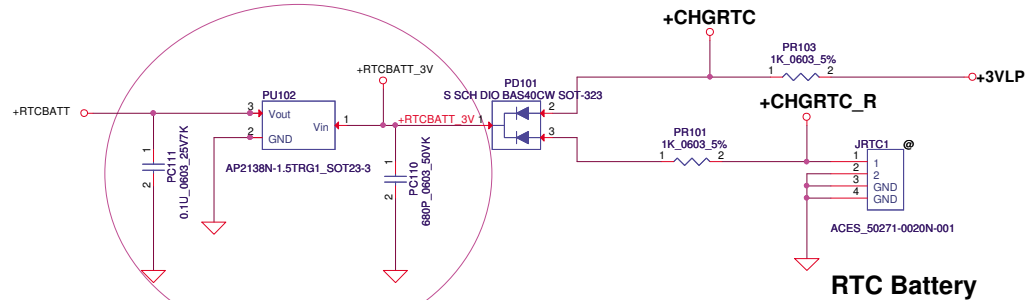 +CHGRTC
PR103
1K_0603_5%
1
2
+3VLP
+RTCBATT_3V
PD101
S SCH DIO BAS40CW SOT-323
+RTCBATT
PU102
3
Vout
2
GND
Vin
1
+RTCBATT_3V
1
2
3
AP2138N-1.5TRG1_SOT23-3
+CHGRTC_R
PR101
1K_0603_5%
1
2
JRTC1
@
1
2
3
4
1
2
GND
GND
ACES_50271-0020N-001
1
2
PC111
0.1U_0603_25V7K
1
2
PC110
680P_0603_50VK
RTC Battery